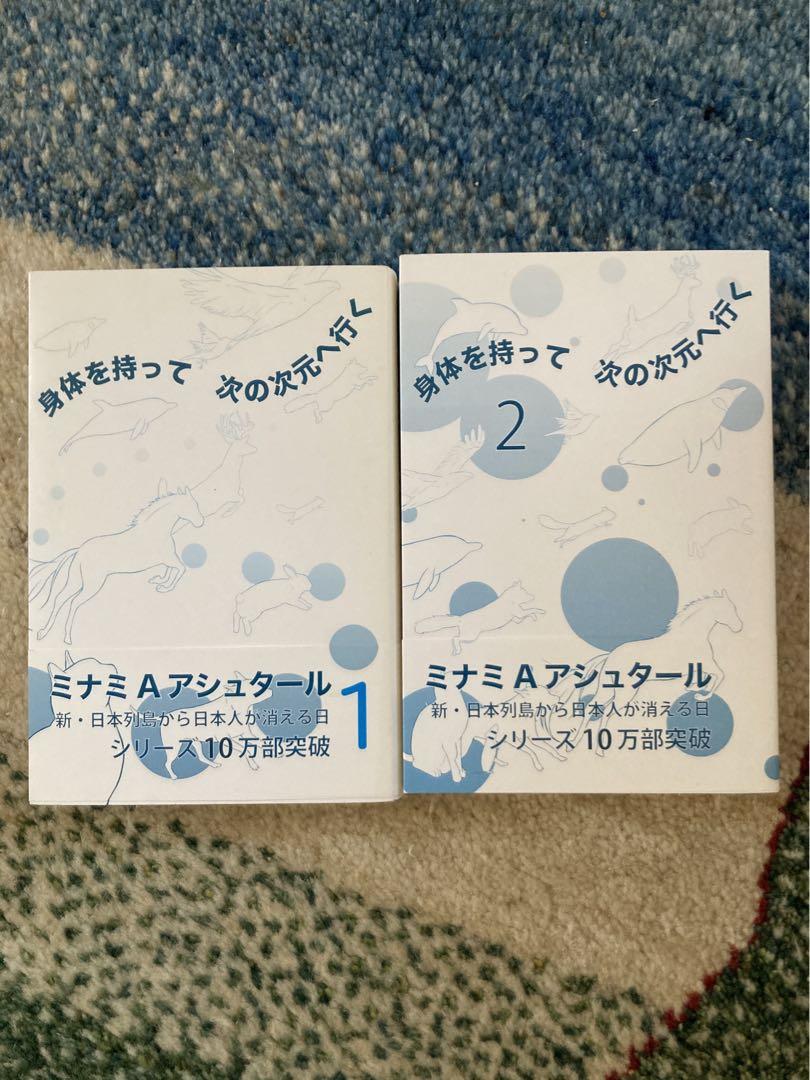 身体を持って 次の次元へ行く
ミナミAアシュタール
新・日本列島から日本人が消える日
シリーズ10万部突破
1
身体を持って 次の次元へ行く
2
ミナミAアシュタール
新・日本列島から日本人が消える日
シリーズ10万部突破